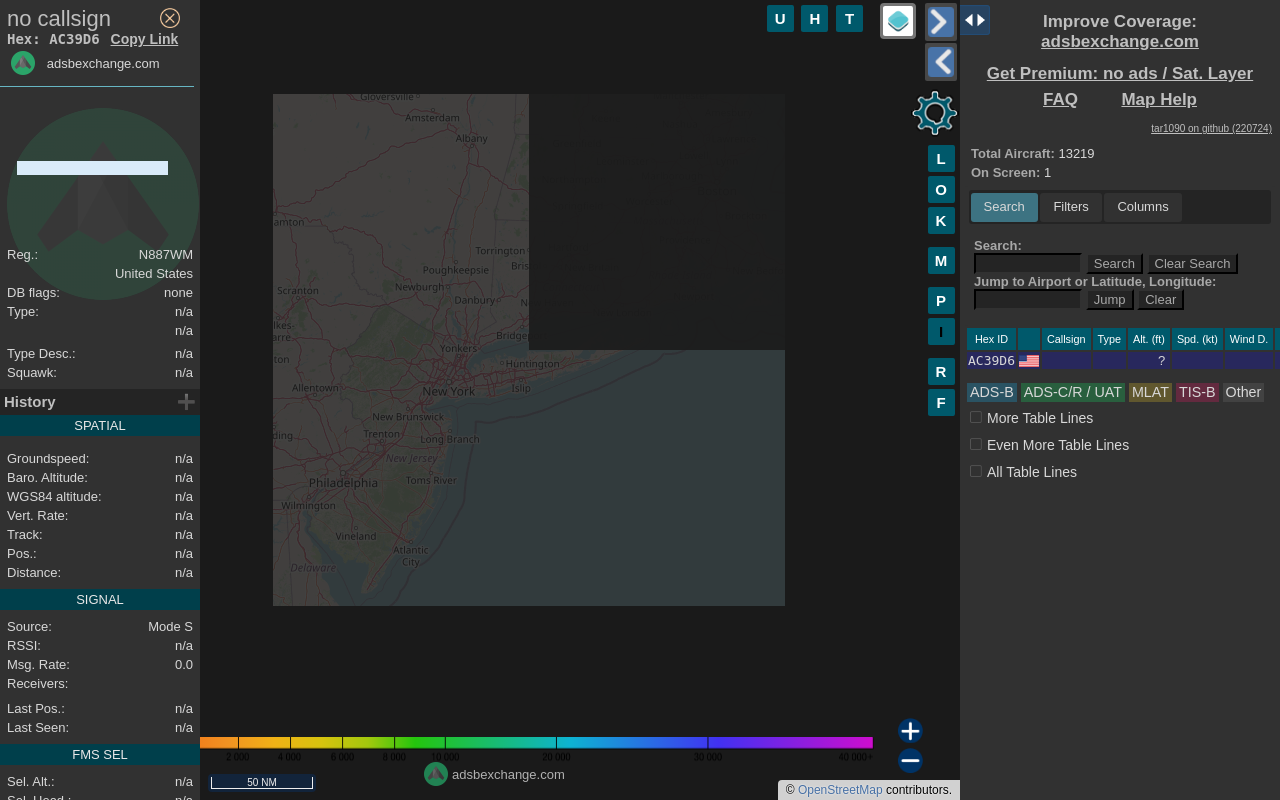 no callsign
Hex: AC39D6 Copy Link
adsbexchange.com
Reg.: N887WM
United States
DB flags: none
Type: n/a
n/a
Type Desc.: n/a
Squawk: n/a
History
SPATIAL
Groundspeed: n/a
Baro. Altitude: n/a
WGS84 altitude: n/a
Vert. Rate: n/a
Track: n/a
Pos.: n/a
Distance: n/a
SIGNAL
Source: Mode S
RSSI: n/a
Msg. Rate: 0.0
Receivers:
Last Pos.: n/a
Last Seen: n/a
FMS SEL
Sel. Alt.: n/a
Sel. Head.: n/a
U H T
L
O
K
M
P
I
R
F
Gloversville
Amsterdam
Albany
amton
Torrington
Bris
Poughkeepsie
Scranton
Newburgh
Danbury
N
lkes
arre
Bridge
Yonkers
ton
Huntington
Allentown
New York
Islip
New Brunswick
ding
Trenton
Long Branch
New Jersey
Philadelphia
Toms River
Wilmington
Vineland
Atlantic
City
Delaware
2 000 4 000 6 000 8 000 10 000 20 000 30 000 40 000+
adsbexchange.com
50 NM
© OpenStreetMap contributors.
Improve Coverage:
adsbexchange.com
Get Premium: no ads / Sat. Layer
FAQ Map Help
tar1090 on github (220724)
Total Aircraft: 13219
On Screen: 1
Search Filters Columns
Search:
Search Clear Search
Jump to Airport or Latitude, Longitude:
Jump Clear
Hex ID Callsign Type Alt. (ft) Spd. (kt) Wind D.
AC39D6 ?
ADS-B ADS-C/R / UAT MLAT TIS-B Other
More Table Lines
Even More Table Lines
All Table Lines